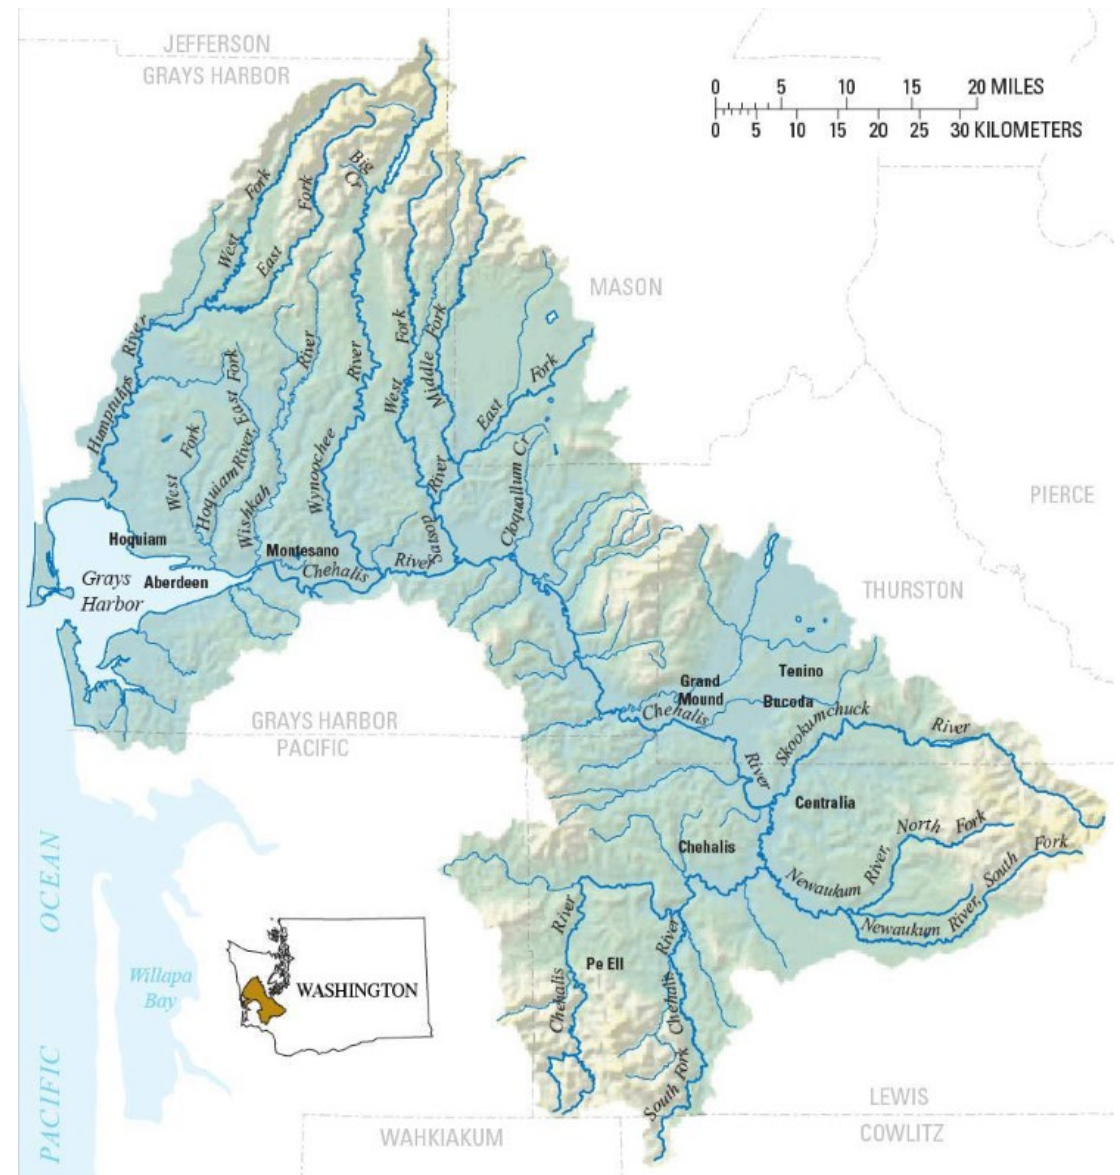 JEFFERSON
GRAYS HARBOR
0 5 10 15 20 MILES
0 5 10 15 20 25 30 KILOMETERS
Big
Cr
West Fork
East Fork
MASON
Humptulips River
West Fork
Hoquiam River, East Fork
Wishkah River
Wynoochee River
West Fork
Middle Fork
East Fork
Satsop River
Cloquallum Cr
PIERCE
Hoquiam
Montesano
Chehalis River
Grays
Harbor
Aberdeen
THURSTON
Tenino
Grand
Mound
Bucoda
Chehalis River
Skookumchuck River
GRAYS HARBOR
PACIFIC
Centralia
Chehalis
Newaukum River, North Fork
Newaukum River, South Fork
PACIFIC OCEAN
Willapa
Bay
WASHINGTON
Pe Ell
Chehalis River
South Fork Chehalis River
LEWIS
COWLITZ
WAHKIAKUM